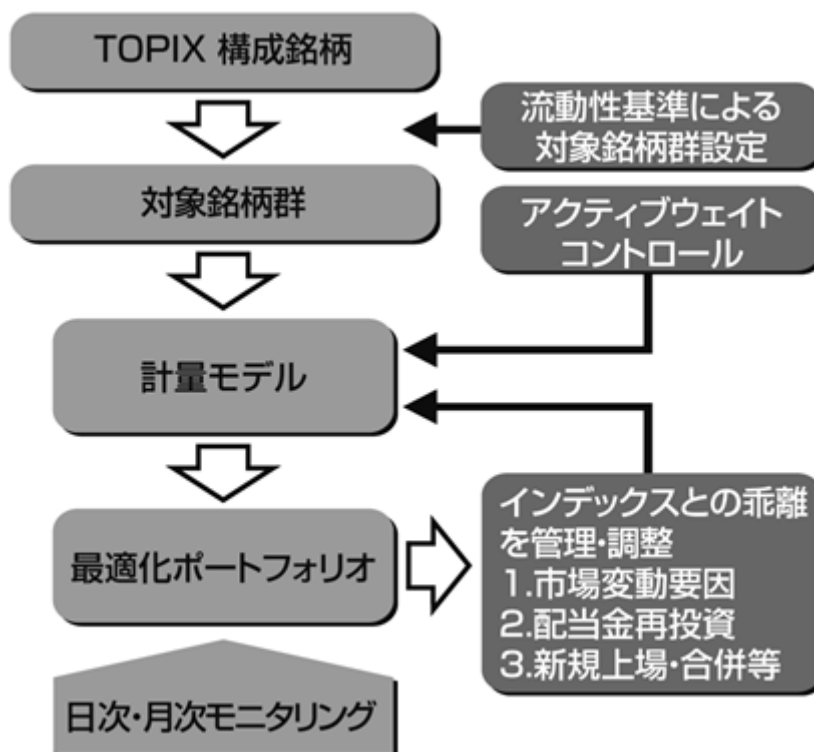 TOPIX 構成銘柄
流動性基準による
対象銘柄群設定
対象銘柄群
アクティブウェイト
コントロール
計量モデル
最適化ポートフォリオ
インデックスとの乖離
を管理・調整
1.市場変動要因
2.配当金再投資
3.新規上場・合併等
日次・月次モニタリング